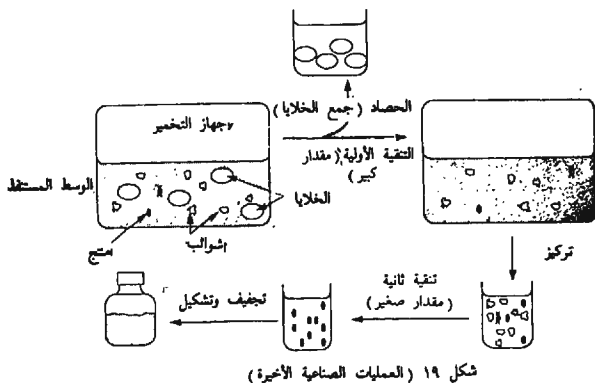 جهاز التخمير
الحصاد (جمع الخلايا)
التنقية الأولية (مقدار
كبير)
الوسط المستنفط
الخلايا
شوائب
منتج
تركيز
تنقية ثانية
(مقدار صغير)
تجفيف وتشكيل
شكل ١٩ (العمليات الصناعية الأخيرة)